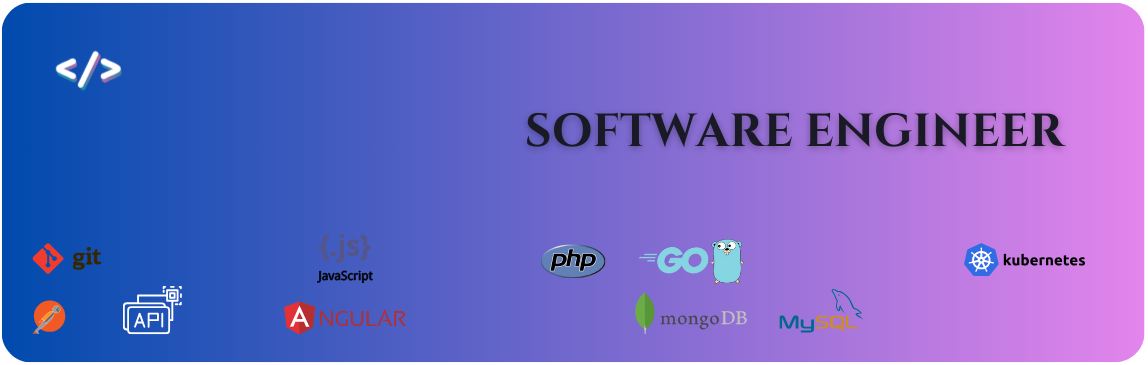 </>
SOFTWARE ENGINEER
git
{.js}
JavaScript
php
GO
kubernetes
API
ANGULAR
mongoDB
MySQL